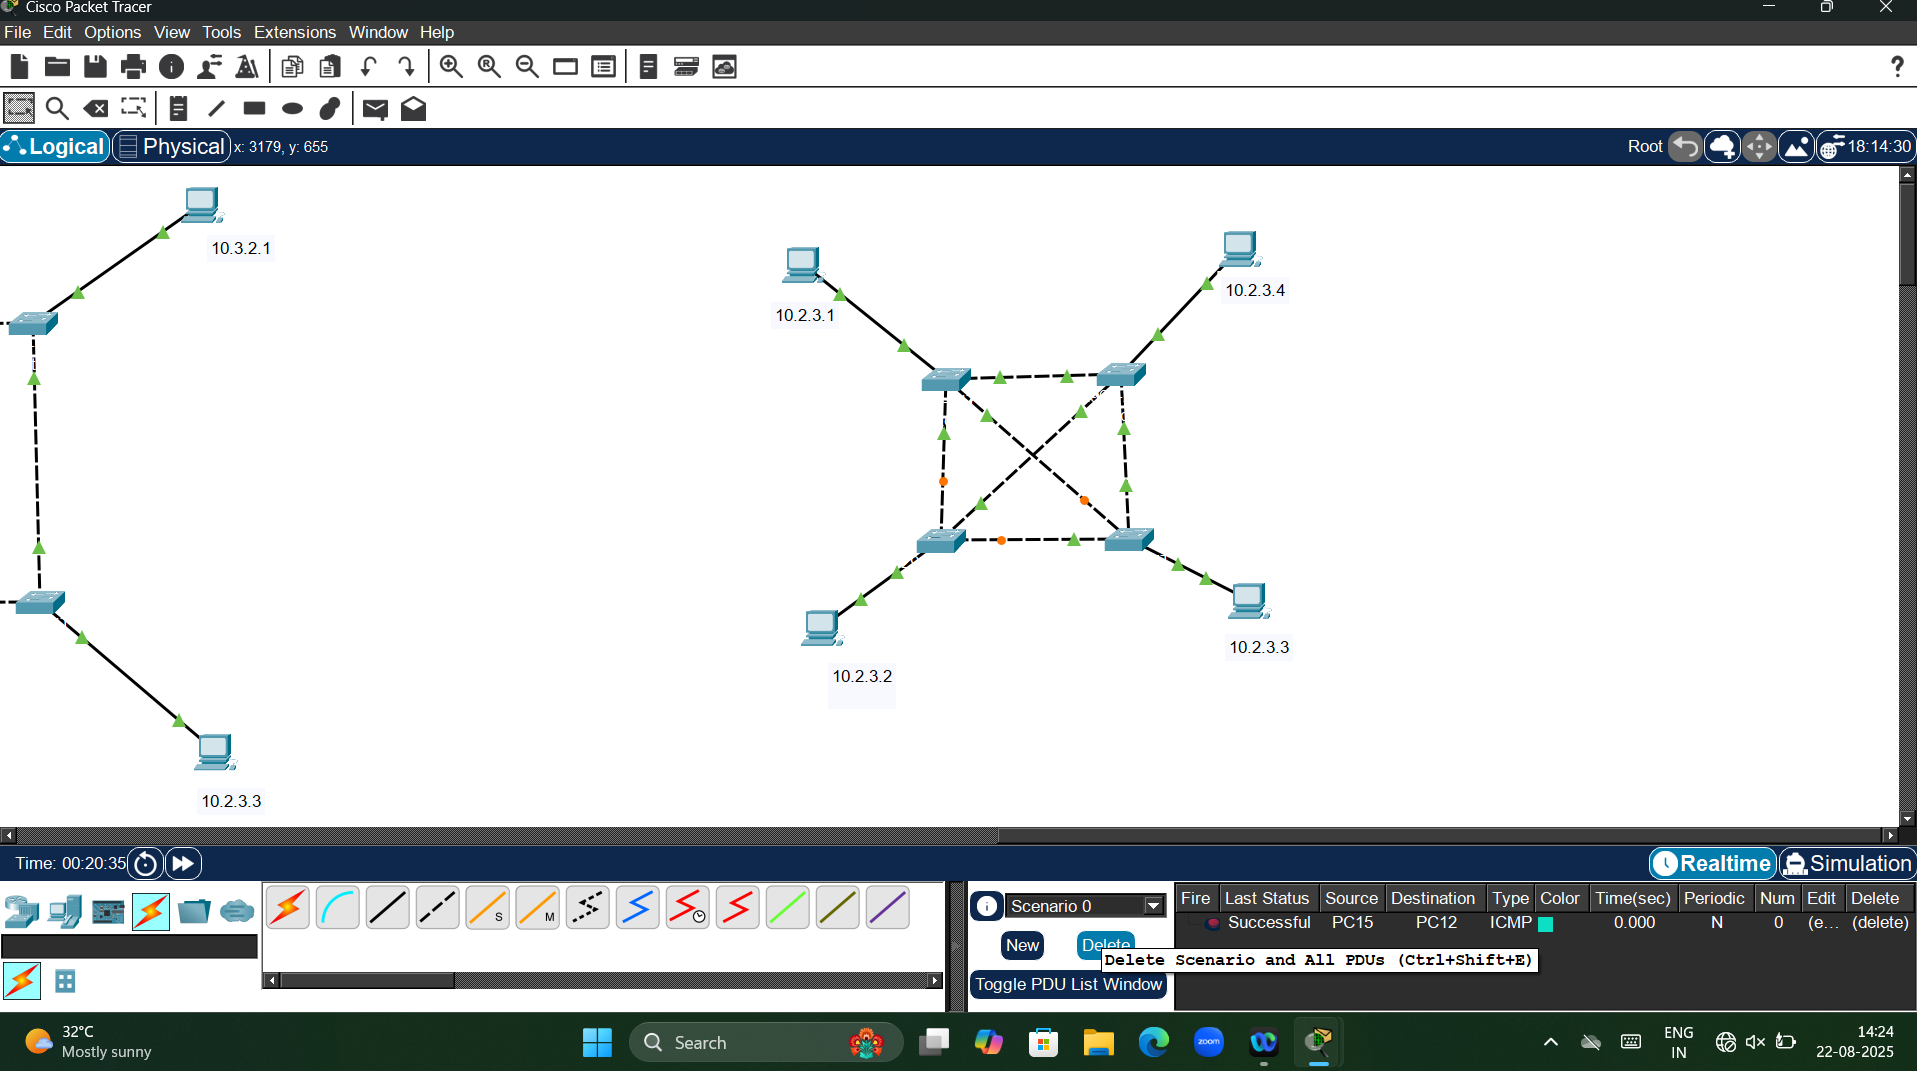 Cisco Packet Tracer
File Edit Options View Tools Extensions Window Help
?
Logical Physical x: 3179, y: 655 Root 18:14:30
10.3.2.1
10.2.3.1
10.2.3.4
10.2.3.2
10.2.3.3
10.2.3.3
Time: 00:20:35 Realtime Simulation
S M
Scenario 0
New Delete
Toggle PDU List Window
Fire Last Status Source Destination Type Color Time(sec) Periodic Num Edit Delete
Successful PC15 PC12 ICMP 0.000 N 0 (e... (delete)
Delete Scenario and All PDUs (Ctrl+Shift+E)
32°C
Mostly sunny
Search
zoom
ENG
IN
14:24
22-08-2025